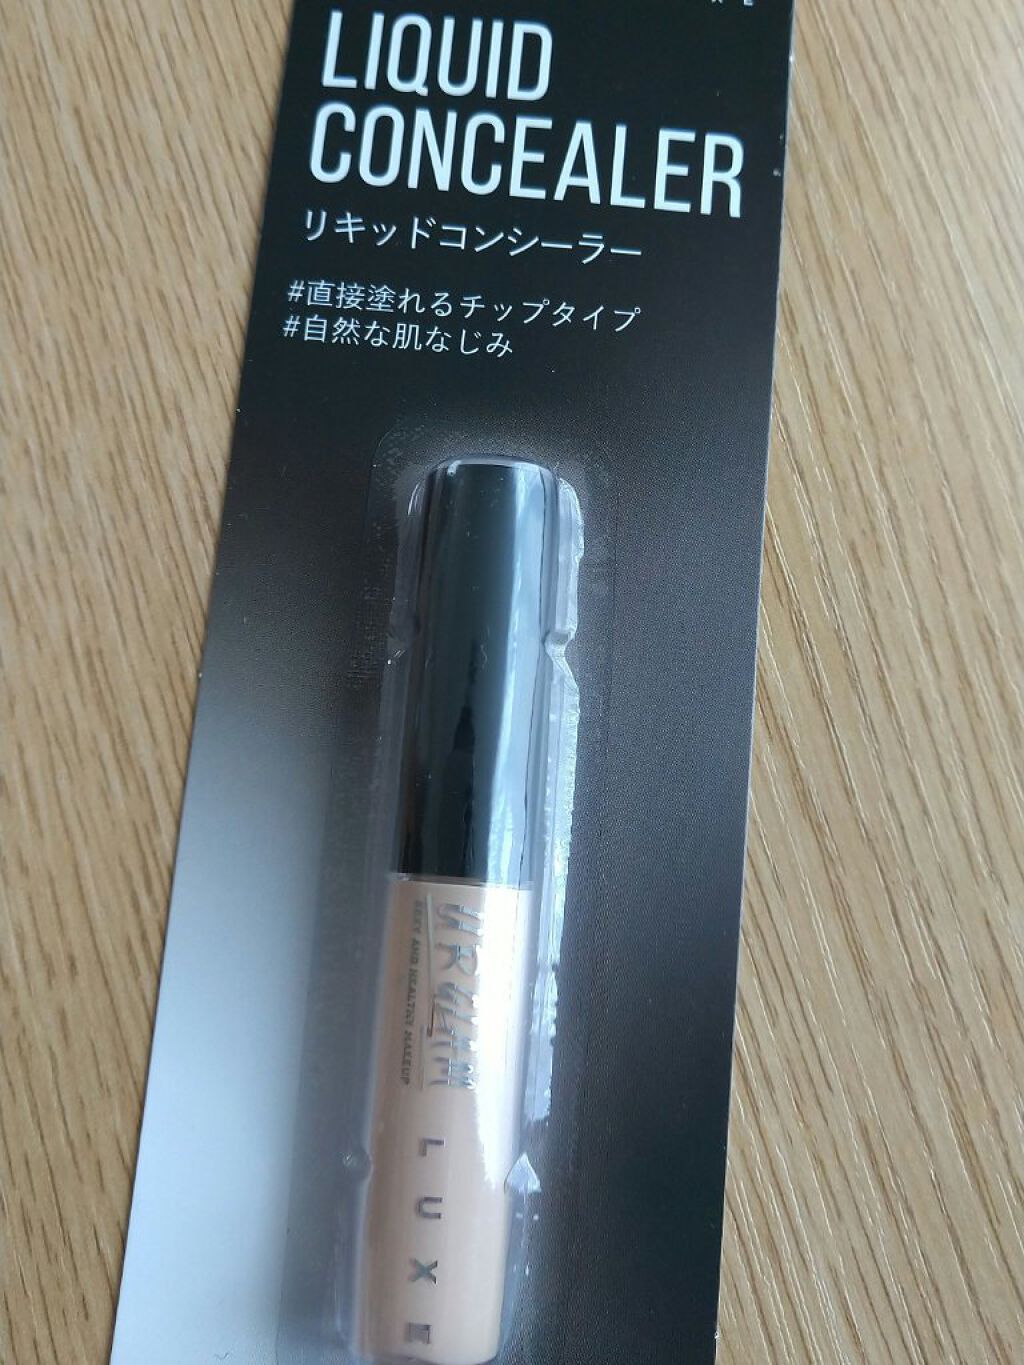 X E
LIQUID
CONCEALER
リキッドコンシーラー
#直接塗れるチップタイプ
#自然な肌なじみ
URGLAM
SEXY AND HEALTHY MAKEUP
LUXE